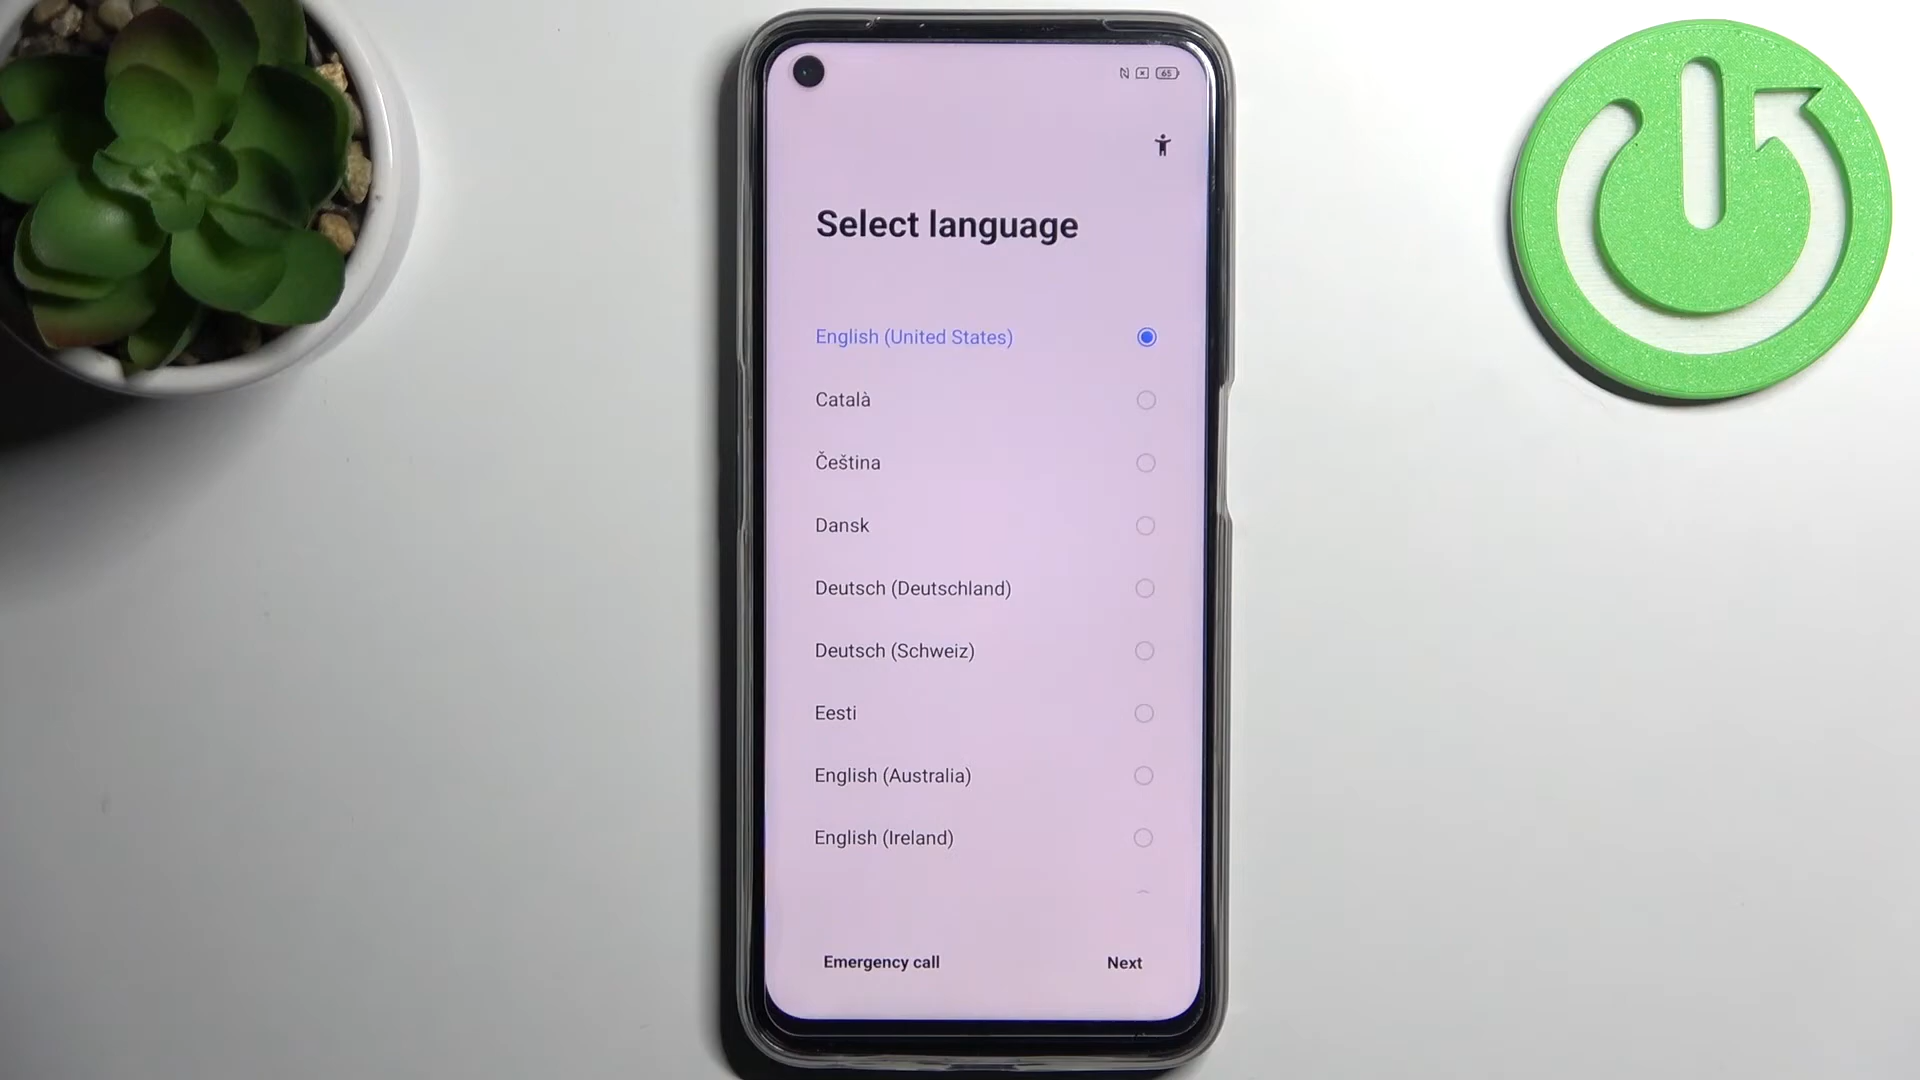 65
Select language
English (United States)
Català
Čeština
Dansk
Deutsch (Deutschland)
Deutsch (Schweiz)
Eesti
English (Australia)
English (Ireland)
Emergency call
Next